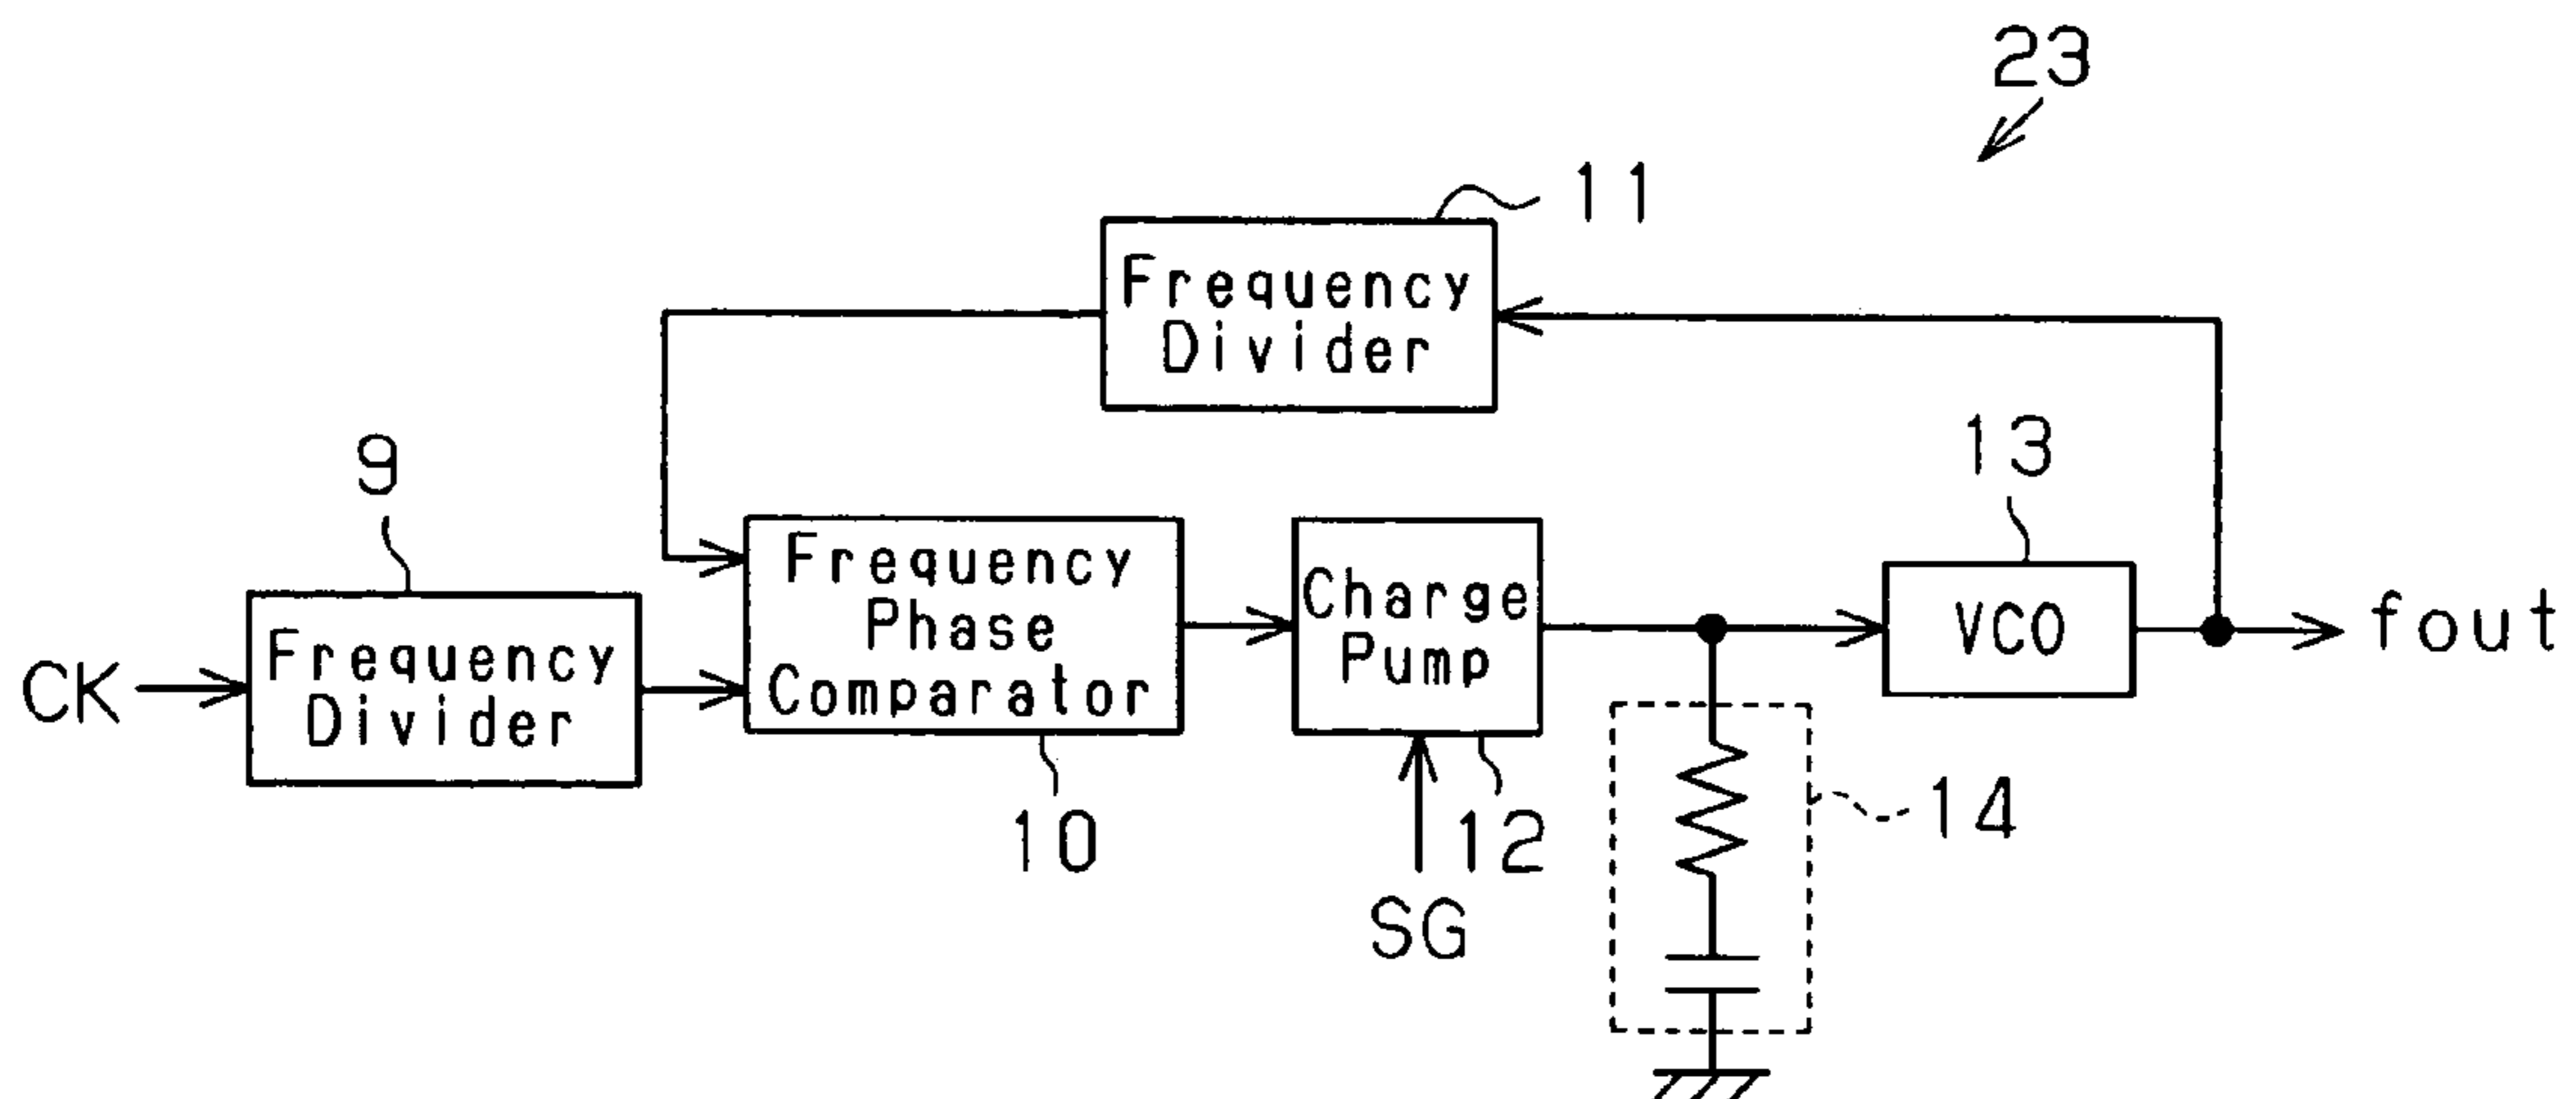 23
11
Frequency
Divider
13
9
Frequency
Phase
Comparator
Charge
Pump
VCO
fout
CK
Frequency
Divider
10
12
14
SG